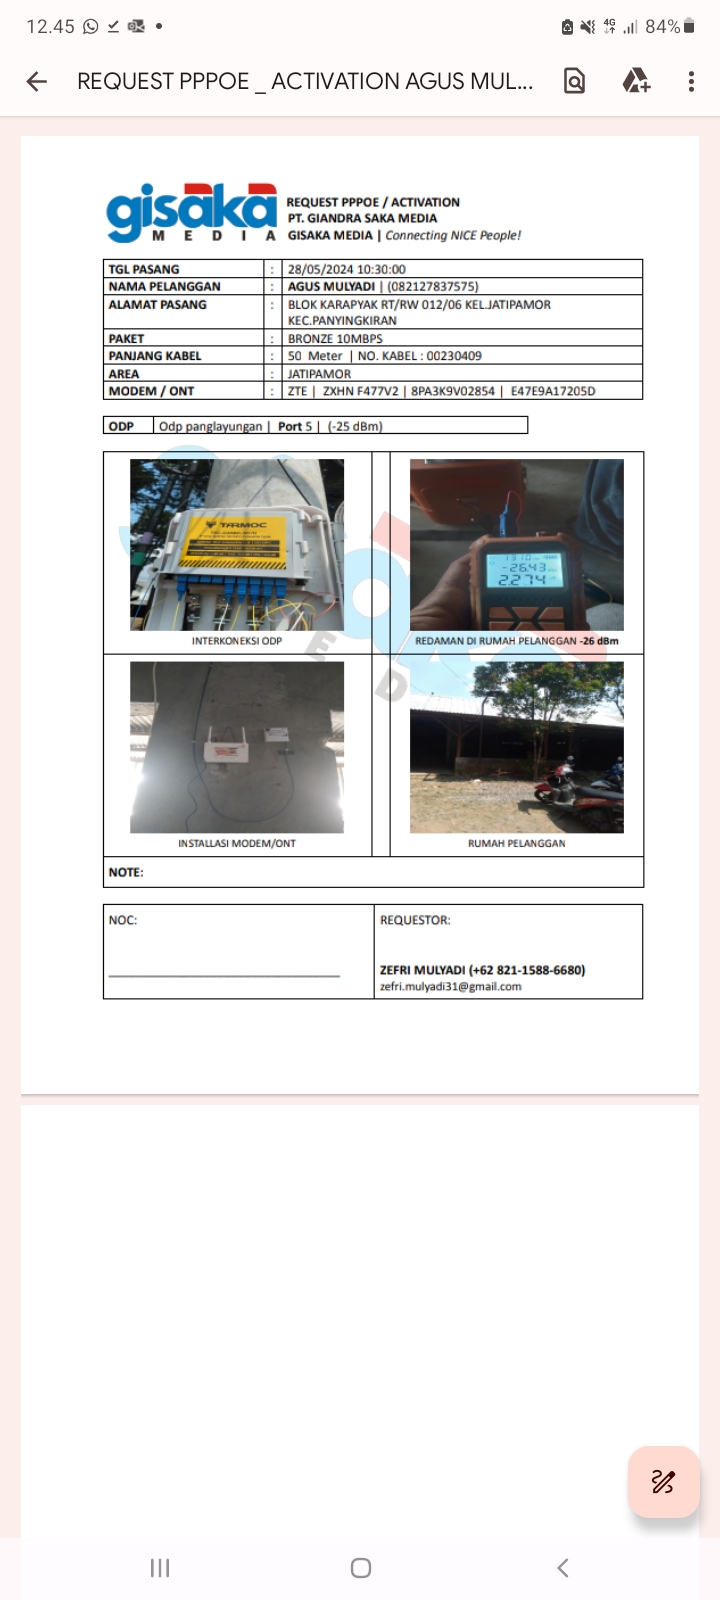 12.45
4G
84%
REQUEST PPPOE _ ACTIVATION AGUS MUL...
gisaka
MEDIA
REQUEST PPPOE / ACTIVATION
PT. GIANDRA SAKA MEDIA
GISAKA MEDIA | Connecting NICE People!
TGL PASANG : 28/05/2024 10:30:00
NAMA PELANGGAN : AGUS MULYADI | (082127837575)
ALAMAT PASANG : BLOK KARAPYAK RT/RW 012/06 KEL.JATIPAMOR
KEC.PANYINGKIRAN
PAKET : BRONZE 10MBPS
PANJANG KABEL : 50 Meter | NO. KABEL : 00230409
AREA : JATIPAMOR
MODEM / ONT : ZTE | ZXHN F477V2 | 8PA3K9V02854 | E47E9A17205D
ODP Odp panglayungan | Port 5 | (-25 dBm)
TARMOC
1310
-26.43
2.274
INTERKONEKSI ODP
REDAMAN DI RUMAH PELANGGAN -26 dBm
INSTALLASI MODEM/ONT
RUMAH PELANGGAN
NOTE:
NOC:
REQUESTOR:
ZEFRI MULYADI (+62 821-1588-6680)
zefri.mulyadi31@gmail.com